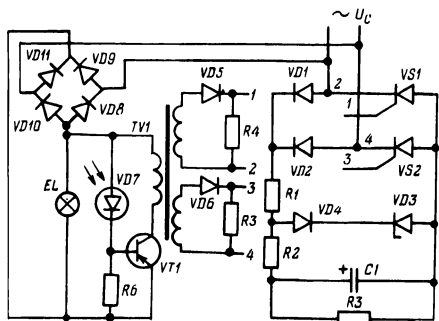 ~ Uc
VD11
VD9
VD10
VD8
TV1
VD5
1
R4
2
VD1
2
VS1
1
VD2
4
VS2
3
EL
VD7
VD6
3
R3
4
R1
VD4
VD3
VT1
R2
R6
+
C1
R3